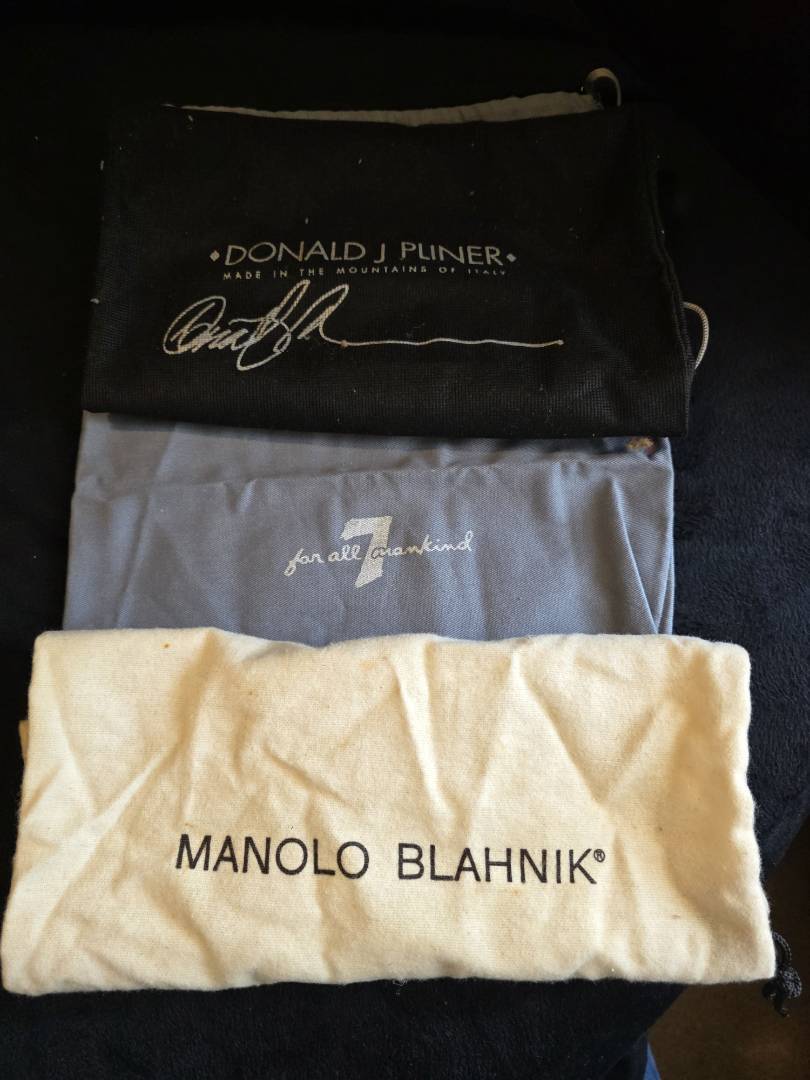 DONALD J PLINER
MADE IN THE MOUNTAINS OF ITALY
for all 7 mankind
MANOLO BLAHNIK®